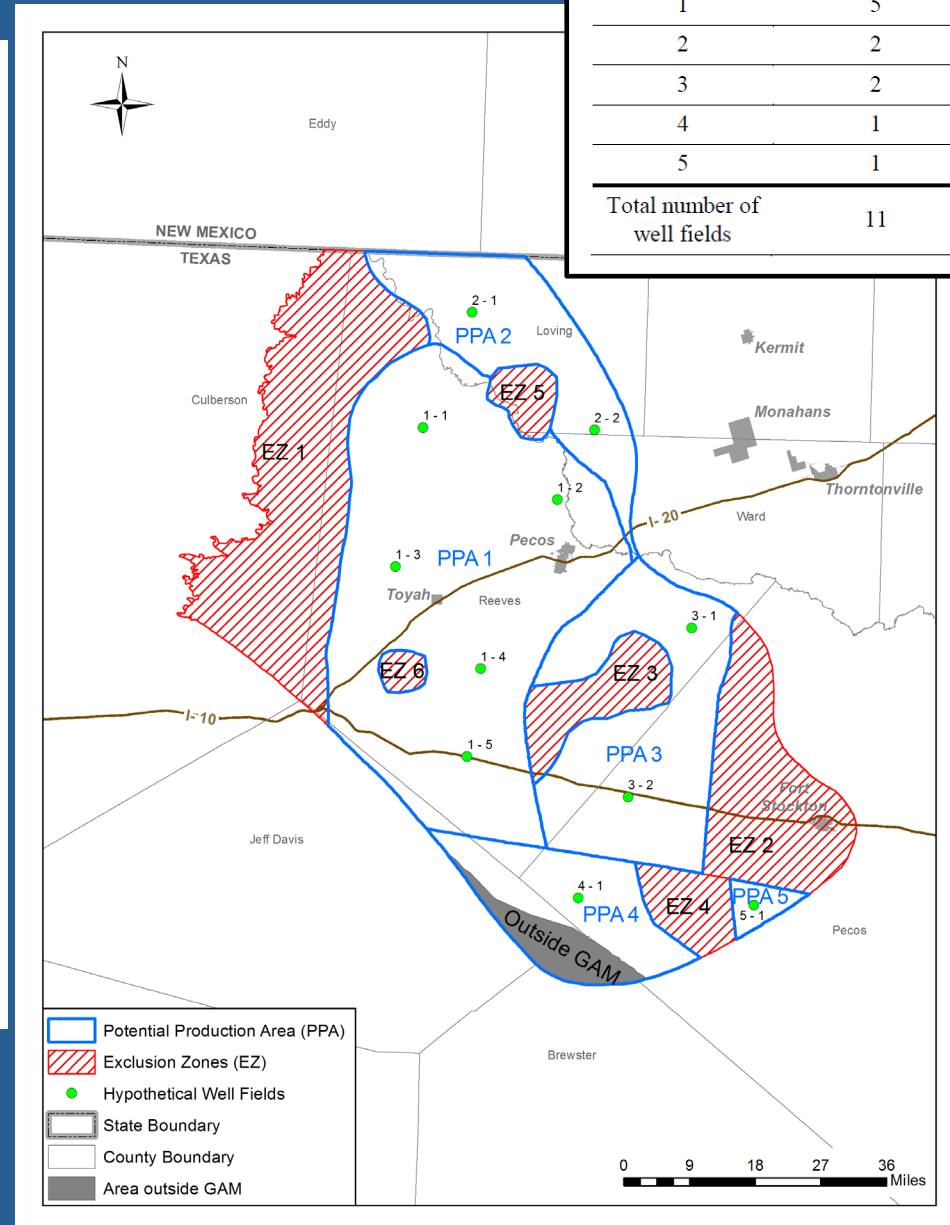 1 5
2 2
3 2
4 1
5 1
Total number of
well fields
11
N
Eddy
NEW MEXICO
TEXAS
2 - 1
PPA 2
Loving
Kermit
EZ 5
Culberson
1 - 1
2 - 2
Monahans
EZ 1
1 - 2
Thorntonville
I-20
Ward
Pecos
1 - 3
PPA 1
Toyah
Reeves
3 - 1
1 - 4
EZ 6
EZ 3
I-10
1 - 5
PPA 3
3 - 2
Fort
Stockton
Jeff Davis
EZ 2
4 - 1
PPA 4
EZ 4
PPA 5
5 - 1
Outside GAM
Pecos
Brewster
Potential Production Area (PPA)
Exclusion Zones (EZ)
Hypothetical Well Fields
State Boundary
County Boundary
Area outside GAM
0 9 18 27 36
Miles